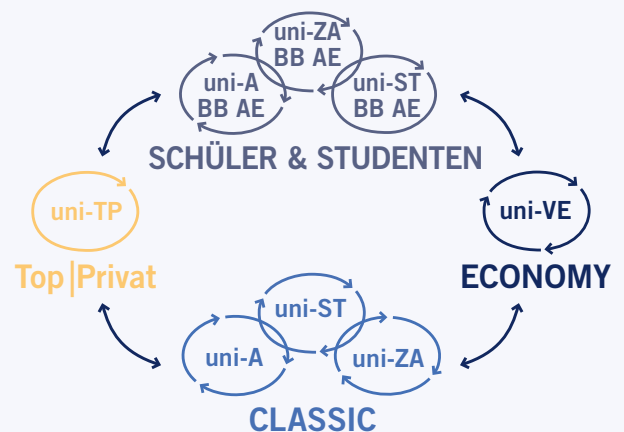 uni-ZA
BB AE
uni-A
BB AE
uni-ST
BB AE
SCHÜLER & STUDENTEN
uni-TP
Top|Privat
uni-VE
ECONOMY
uni-ST
uni-A
uni-ZA
CLASSIC